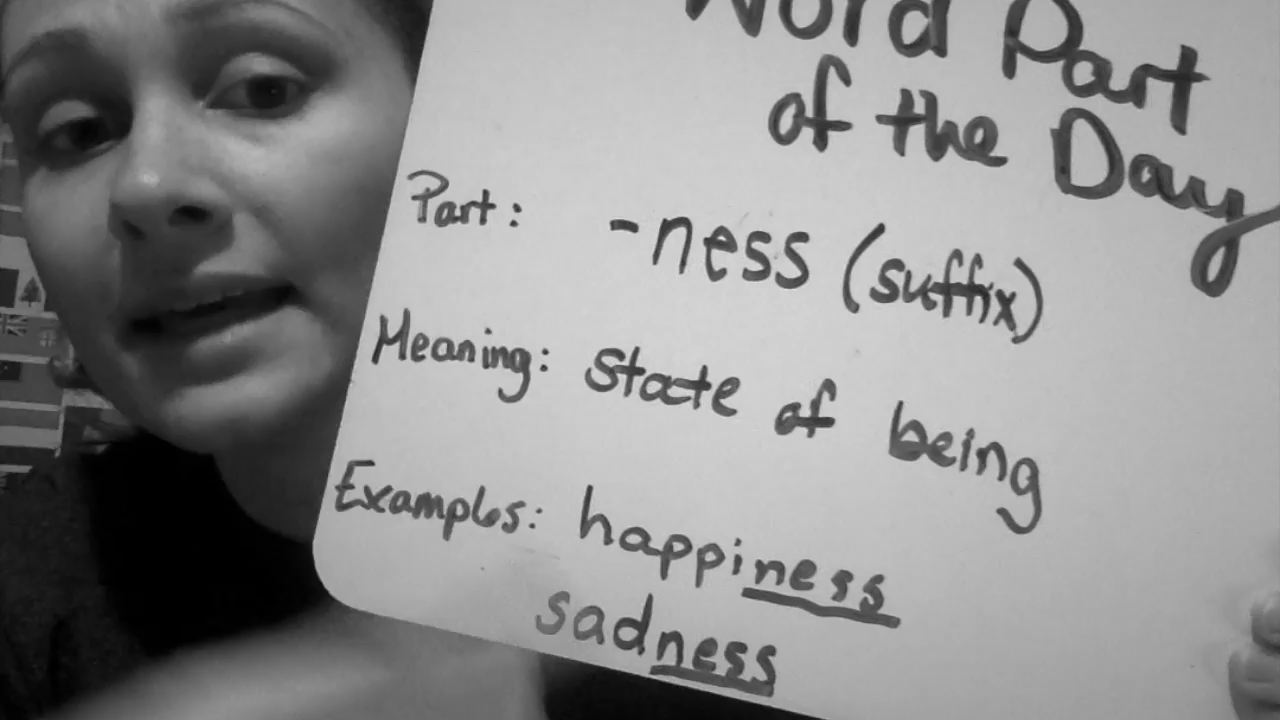 Word Part
of the Day
Part: -ness (suffix)
Meaning: state of being
Examples: happiness
sadness